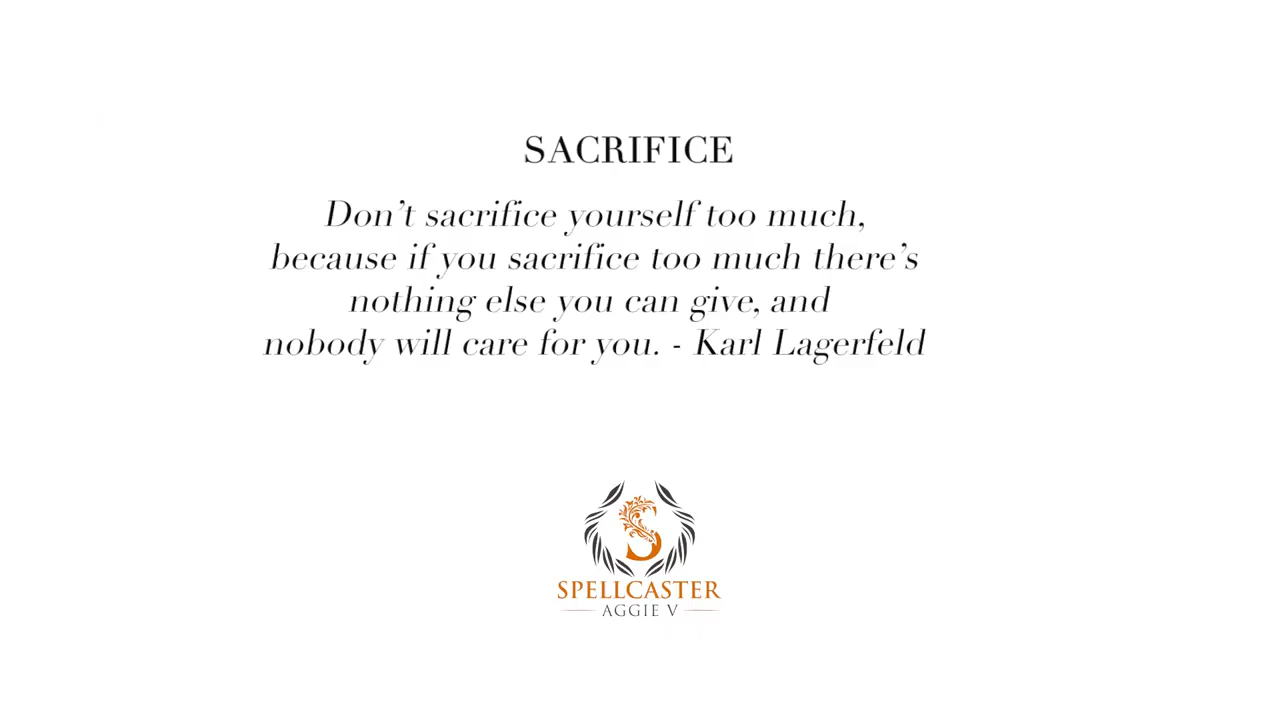 SACRIFICE
Don’t sacrifice yourself too much,
because if you sacrifice too much there’s
nothing else you can give, and
nobody will care for you. - Karl Lagerfeld
S
SPELLCASTER
AGGIE V